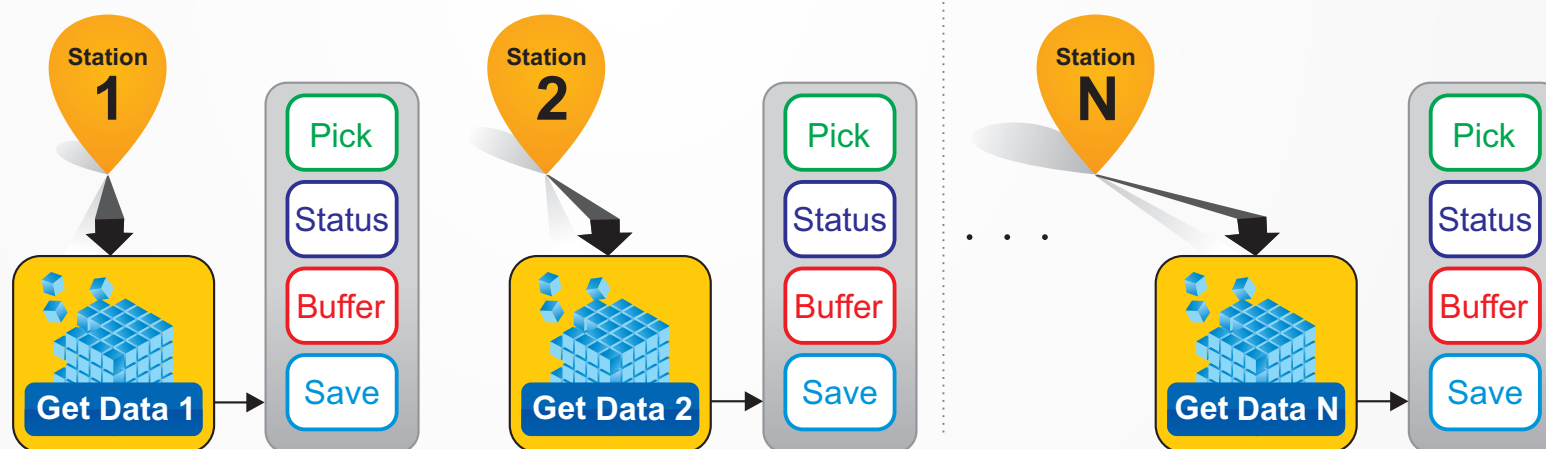 Station
1
Pick
Status
Buffer
Save
Get Data 1
Station
2
Pick
Status
Buffer
Save
Get Data 2
. . .
Station
N
Pick
Status
Buffer
Save
Get Data N